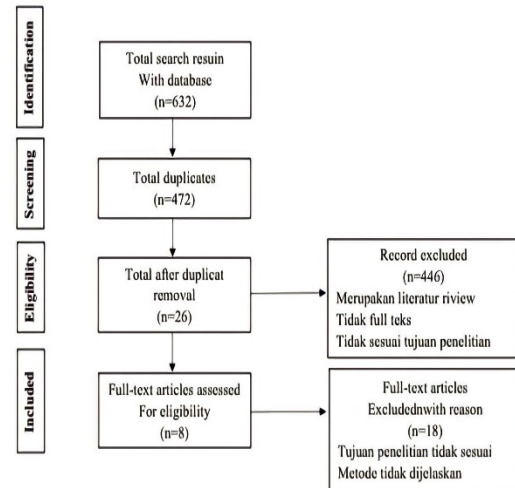 Identification
Total search resuin
With database
(n=632)
Screening
Total duplicates
(n=472)
Eligibility
Total after duplicat
removal
(n=26)
Record excluded
(n=446)
Merupakan literatur riview
Tidak full teks
Tidak sesuai tujuan penelitian
Included
Full-text articles assessed
For eligibility
(n=8)
Full-text articles
Excludednwith reason
(n=18)
Tujuan penelitian tidak sesuai
Metode tidak dijelaskan